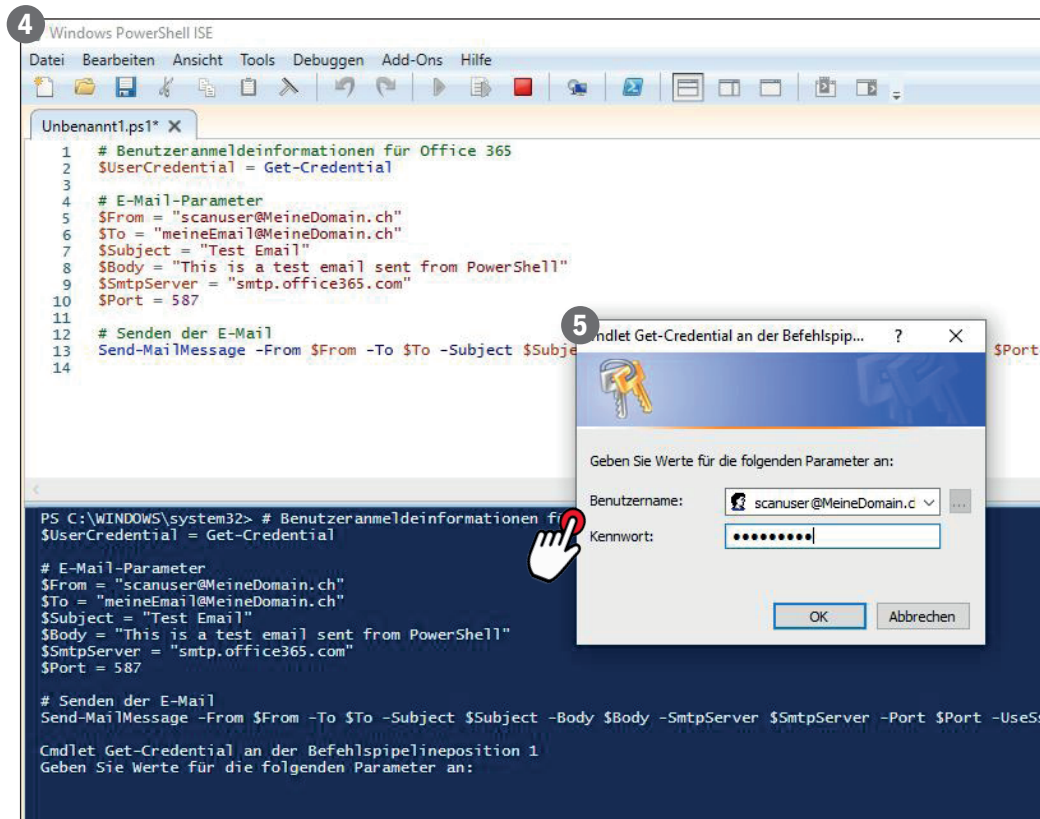 4
Windows PowerShell ISE
Datei Bearbeiten Ansicht Tools Debuggen Add-Ons Hilfe
Unbenannt1.ps1* X
1 # Benutzeranmeldeinformationen für Office 365
2 $UserCredential = Get-Credential
3
4 # E-Mail-Parameter
5 $From = "scanuser@MeineDomain.ch"
6 $To = "meineEmail@MeineDomain.ch"
7 $Subject = "Test Email"
8 $Body = "This is a test email sent from PowerShell"
9 $SmtpServer = "smtp.office365.com"
10 $Port = 587
11
12 # Senden der E-Mail
13 Send-MailMessage -From $From -To $To -Subject $Subje $Port
14
5
mdlet Get-Credential an der Befehlspip... ?
Geben Sie Werte für die folgenden Parameter an:
Benutzername: scanuser@MeineDomain.c ...
Kennwort: •••••••••
OK Abbrechen
PS C:\WINDOWS\system32> # Benutzeranmeldeinformationen f
$UserCredential = Get-Credential
# E-Mail-Parameter
$From = "scanuser@MeineDomain.ch"
$To = "meineEmail@MeineDomain.ch"
$Subject = "Test Email"
$Body = "This is a test email sent from PowerShell"
$SmtpServer = "smtp.office365.com"
$Port = 587
# Senden der E-Mail
Send-MailMessage -From $From -To $To -Subject $Subject -Body $Body -SmtpServer $SmtpServer -Port $Port -UseSs
Cmdlet Get-Credential an der Befehlspipelineposition 1
Geben Sie Werte für die folgenden Parameter an: